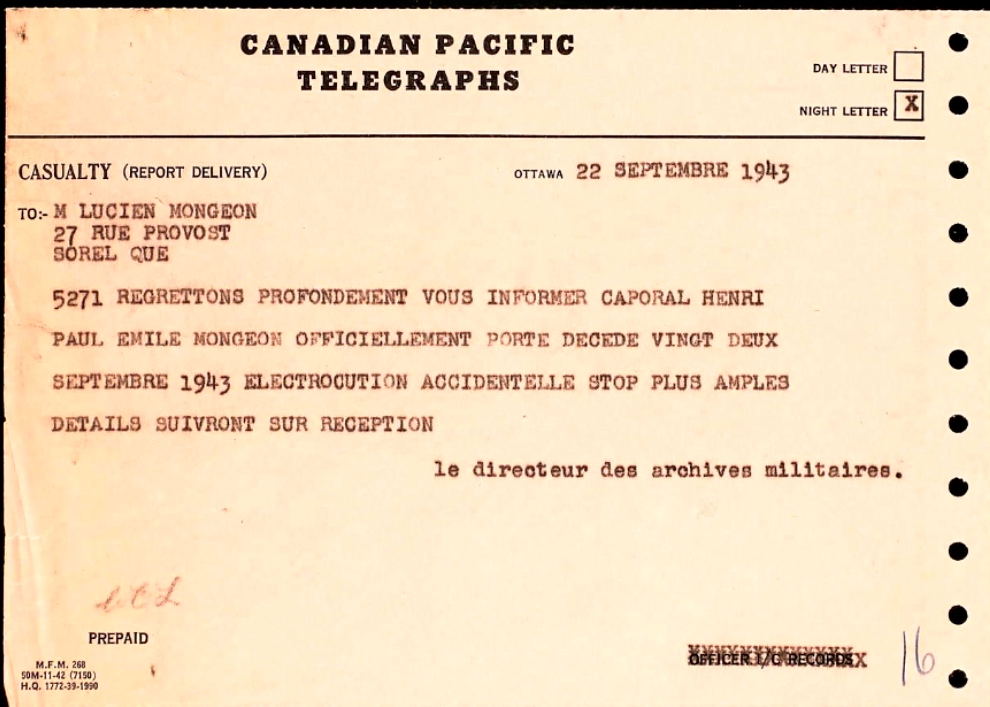 CANADIAN PACIFIC
TELEGRAPHS
DAY LETTER
NIGHT LETTER X
CASUALTY (REPORT DELIVERY) OTTAWA 22 SEPTEMBRE 1943
TO:- M LUCIEN MONGEON
27 RUE PROVOST
SOREL QUE
5271 REGRETTONS PROFONDEMENT VOUS INFORMER CAPORAL HENRI
PAUL EMILE MONGEON OFFICIELLEMENT PORTE DECEDE VINGT DEUX
SEPTEMBRE 1943 ELECTROCUTION ACCIDENTELLE STOP PLUS AMPLES
DETAILS SUIVRONT SUR RECEPTION
le directeur des archives militaires.
PREPAID
M.F.M. 268
50M-11-42 (7150)
H.Q. 1772-39-1990
OFFICER I/C RECORDS
16